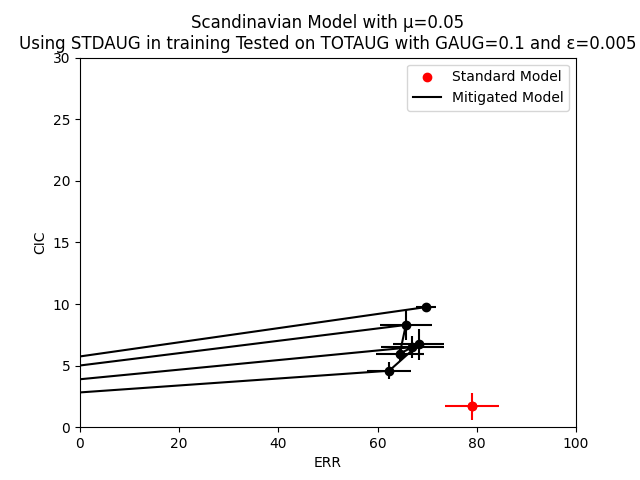 Scandinavian Model with μ=0.05
Using STDAUG in training Tested on TOTAUG with GAUG=0.1 and ε=0.005
Standard Model
Mitigated Model
30
25
20
15
10
5
0
CIC
0 20 40 60 80 100
ERR